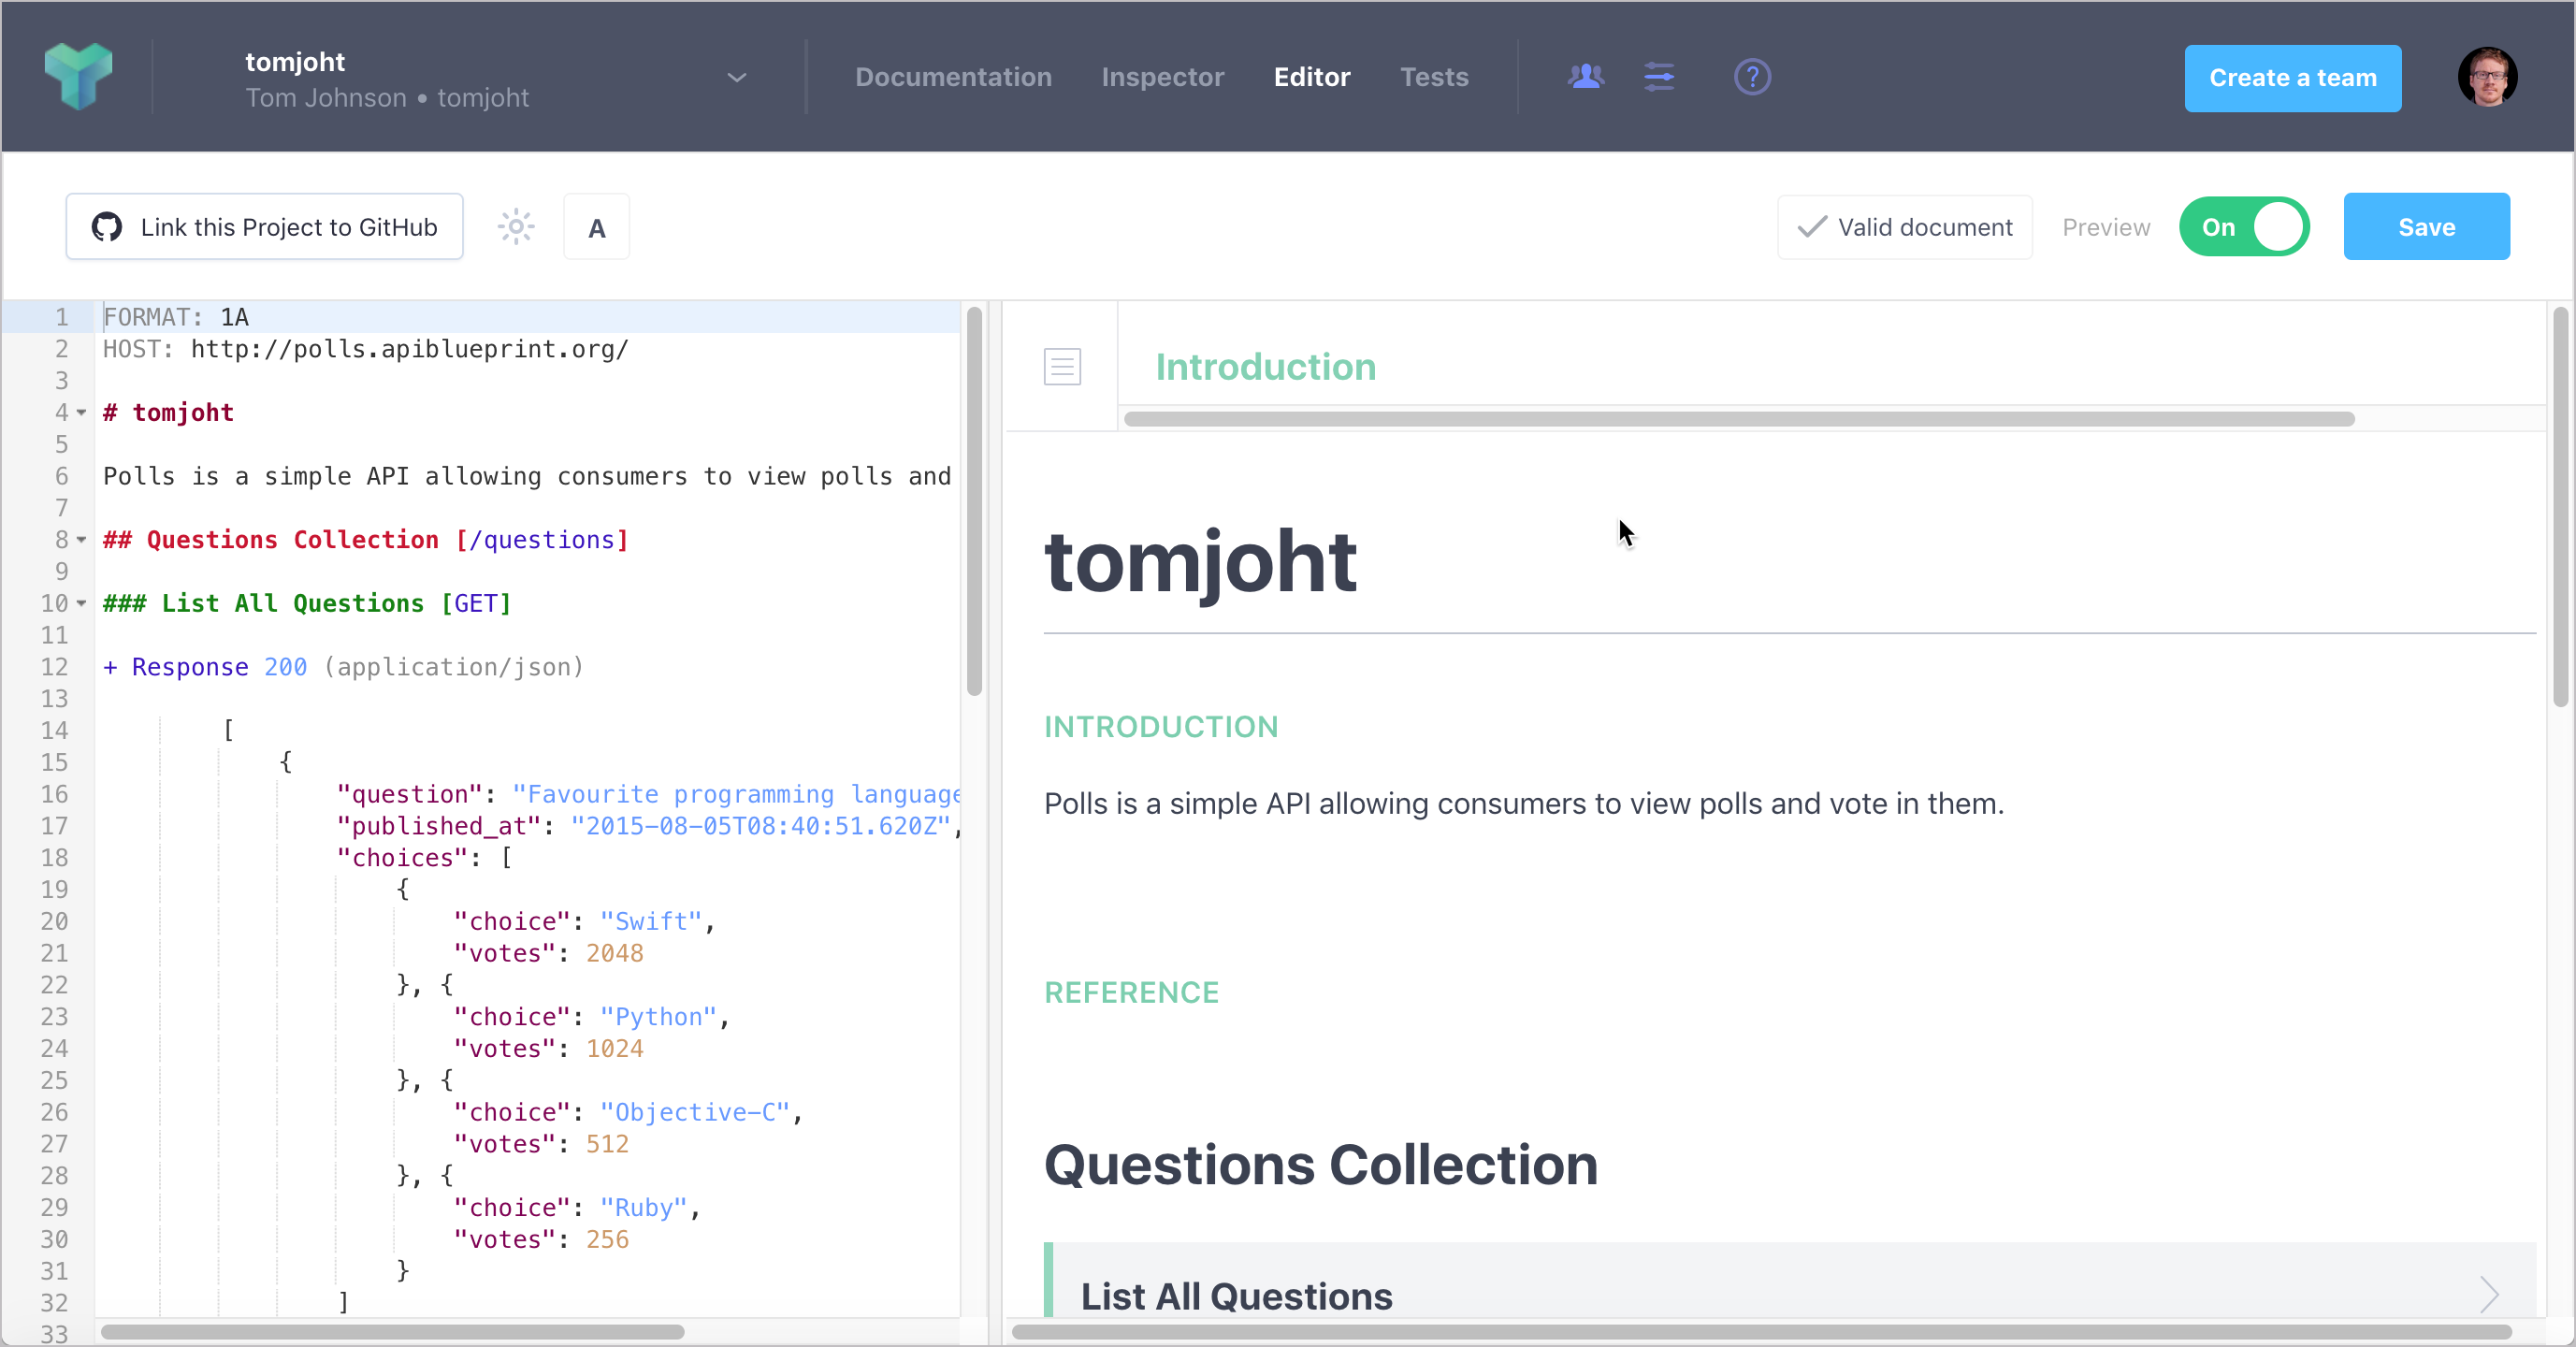 tomjoht
Tom Johnson • tomjoht
Documentation Inspector Editor Tests ? Create a team
Link this Project to GitHub A Valid document Preview On Save
1 FORMAT: 1A
2 HOST: http://polls.apiblueprint.org/
3
4 # tomjoht
5
6 Polls is a simple API allowing consumers to view polls and
7
8 ## Questions Collection [/questions]
9
10 ### List All Questions [GET]
11
12 + Response 200 (application/json)
13
14 [
15 {
16 "question": "Favourite programming language
17 "published_at": "2015-08-05T08:40:51.620Z",
18 "choices": [
19 {
20 "choice": "Swift",
21 "votes": 2048
22 }, {
23 "choice": "Python",
24 "votes": 1024
25 }, {
26 "choice": "Objective-C",
27 "votes": 512
28 }, {
29 "choice": "Ruby",
30 "votes": 256
31 }
32 ]
33
Introduction
tomjoht
INTRODUCTION
Polls is a simple API allowing consumers to view polls and vote in them.
REFERENCE
Questions Collection
List All Questions